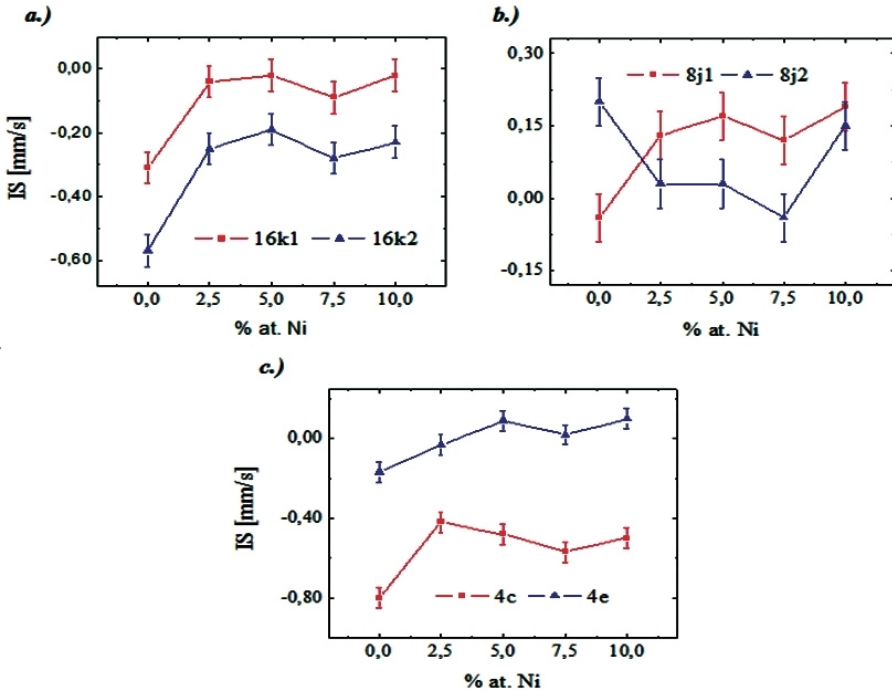 a.)
IS [mm/s]
0,00
-0,20
-0,40
-0,60
16k1 16k2
0,0 2,5 5,0 7,5 10,0
% at. Ni
b.)
0,30
0,15
0,00
-0,15
8j1 8j2
0,0 2,5 5,0 7,5 10,0
% at. Ni
c.)
IS [mm/s]
0,00
-0,40
-0,80
4c 4e
0,0 2,5 5,0 7,5 10,0
% at. Ni